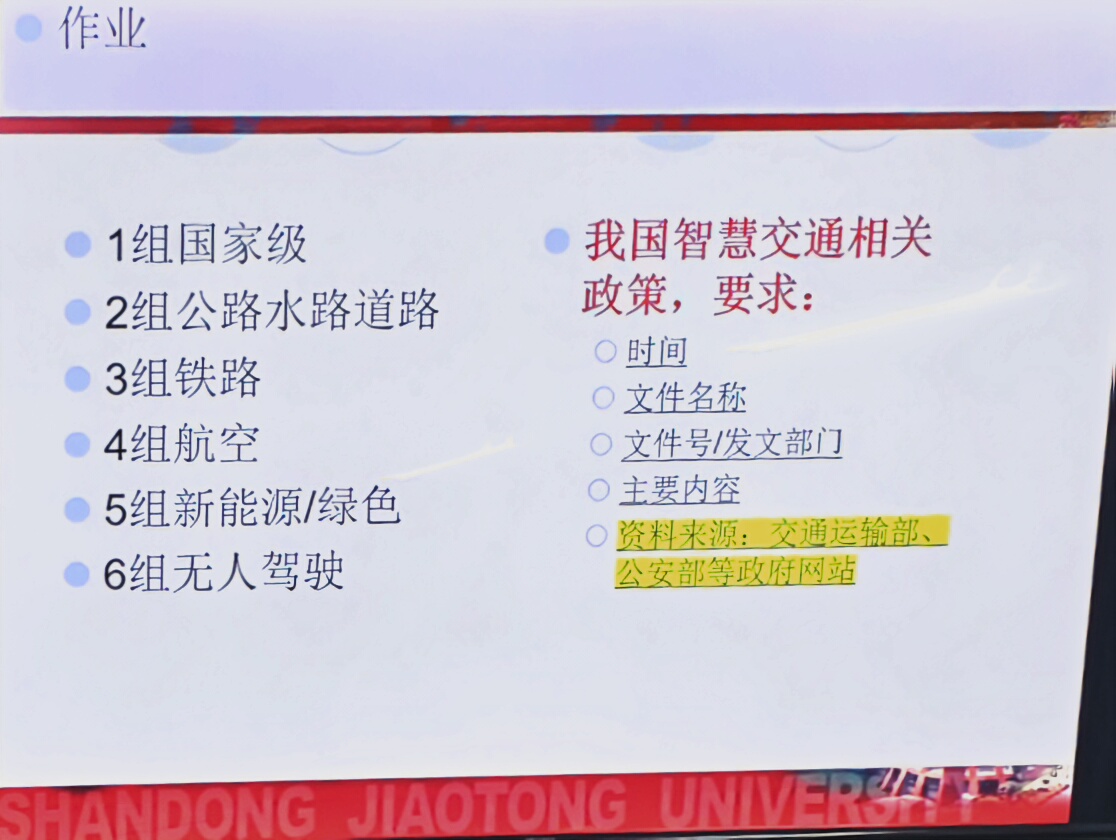 作业
1组国家级
2组公路水路道路
3组铁路
4组航空
5组新能源/绿色
6组无人驾驶
我国智慧交通相关
政策，要求：
时间
文件名称
文件号/发文部门
主要内容
资料来源：交通运输部、
公安部等政府网站
SHANDONG JIAOTONG UNIVERSITY